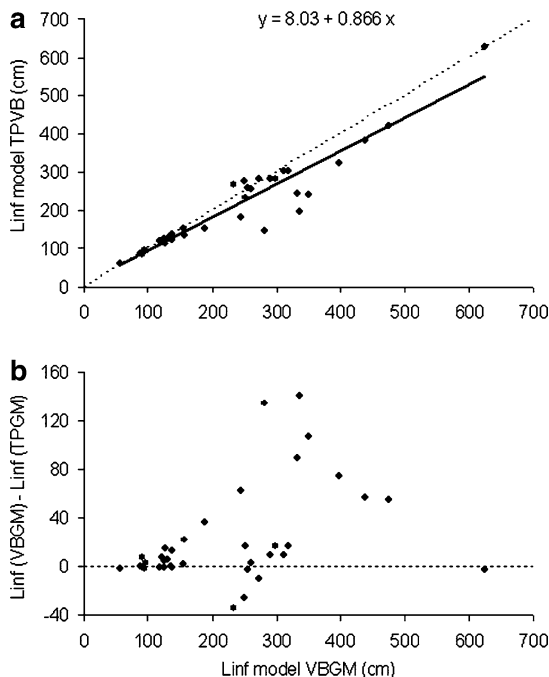 a
y = 8.03 + 0.866 x
Linf model TPVB (cm)
700
600
500
400
300
200
100
0
0 100 200 300 400 500 600 700
b
Linf (VBGM) - Linf (TPGM)
160
120
80
40
0
-40
0 100 200 300 400 500 600 700
Linf model VBGM (cm)